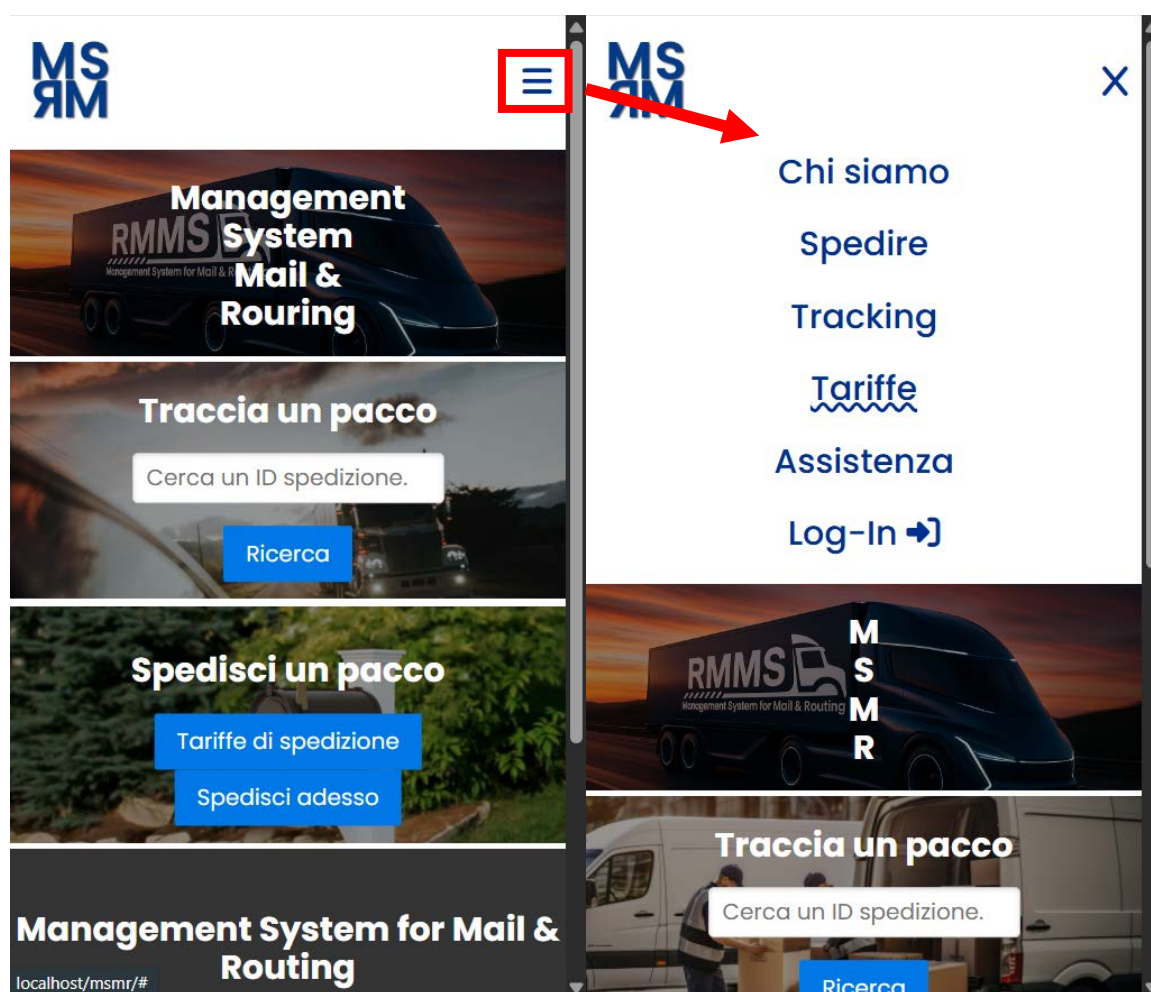 MS
ЯM
Management
System
Mail &
Rouring
RMMS
Management System for Mail & R
Traccia un pacco
Cerca un ID spedizione.
Ricerca
Spedisci un pacco
Tariffe di spedizione
Spedisci adesso
Management System for Mail &
Routing
localhost/msmr/#
MS
ЯM
X
Chi siamo
Spedire
Tracking
Tariffe
Assistenza
Log-In
M
S
M
R
RMMS
Management System for Mail & Routing
Traccia un pacco
Cerca un ID spedizione.
Ricerca